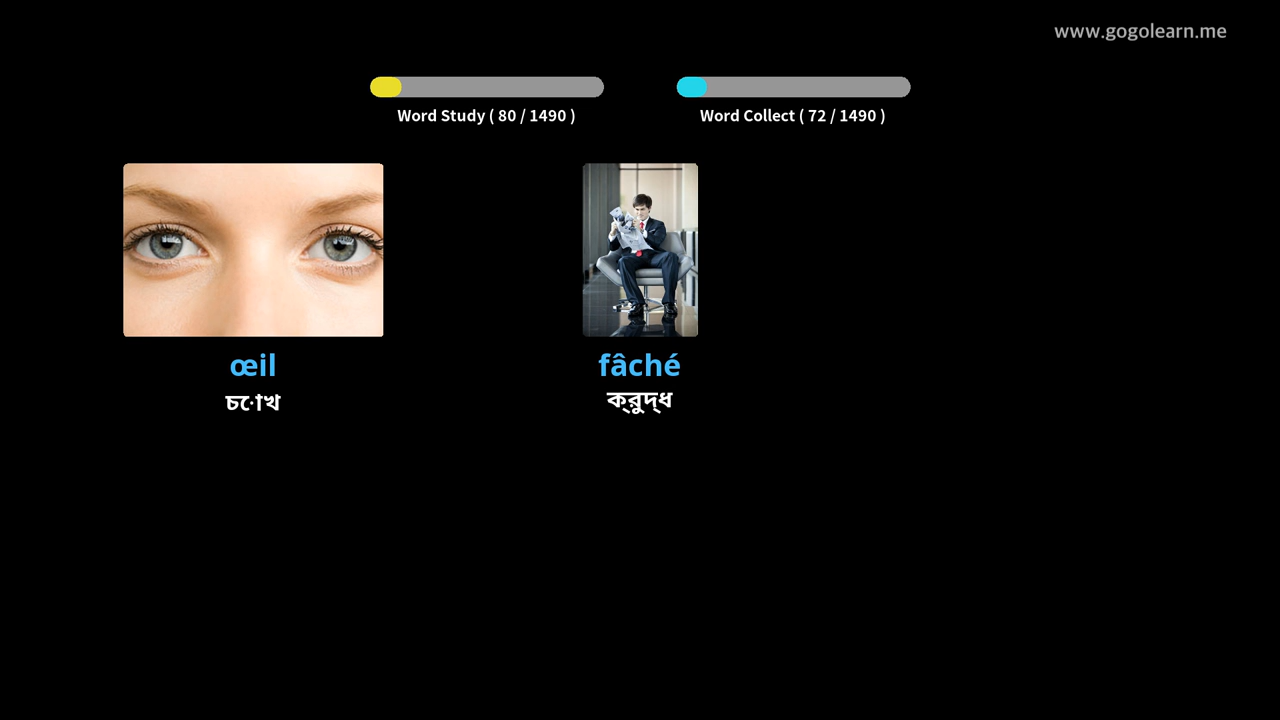 www.gogolearn.me
Word Study ( 80 / 1490 )
Word Collect ( 72 / 1490 )
œil
fâché
চোখ
ক্রুদ্ধ